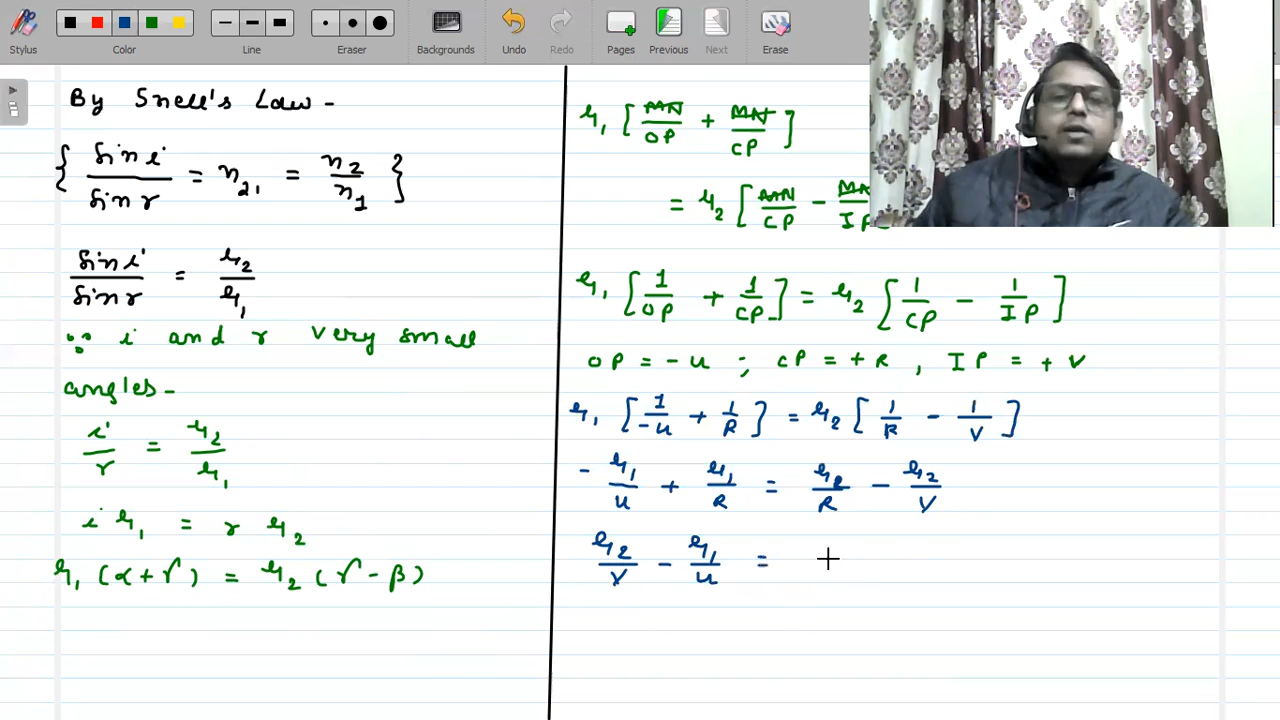 Stylus
Color
Line
Eraser
Backgrounds
Undo
Redo
Pages
Previous
Next
Erase
By Snell's Law -
{ sin i / sin r = n₂₁ = n₂ / n₁ }
sin i / sin r = μ₂ / μ₁
∵ i and r very small
angles -
i / r = μ₂ / μ₁
i μ₁ = r μ₂
μ₁ (α + γ) = μ₂ (γ - β)
μ₁ [ MN / OP + MN / CP ]
= μ₂ [ MN / CP - MN / IP
μ₁ [ 1 / OP + 1 / CP ] = μ₂ [ 1 / CP - 1 / IP ]
OP = - u ; CP = + R , IP = + V
μ₁ [ 1 / -u + 1 / R ] = μ₂ [ 1 / R - 1 / V ]
- μ₁ / u + μ₁ / R = μ₂ / R - μ₂ / V
μ₂ / V - μ₁ / u =